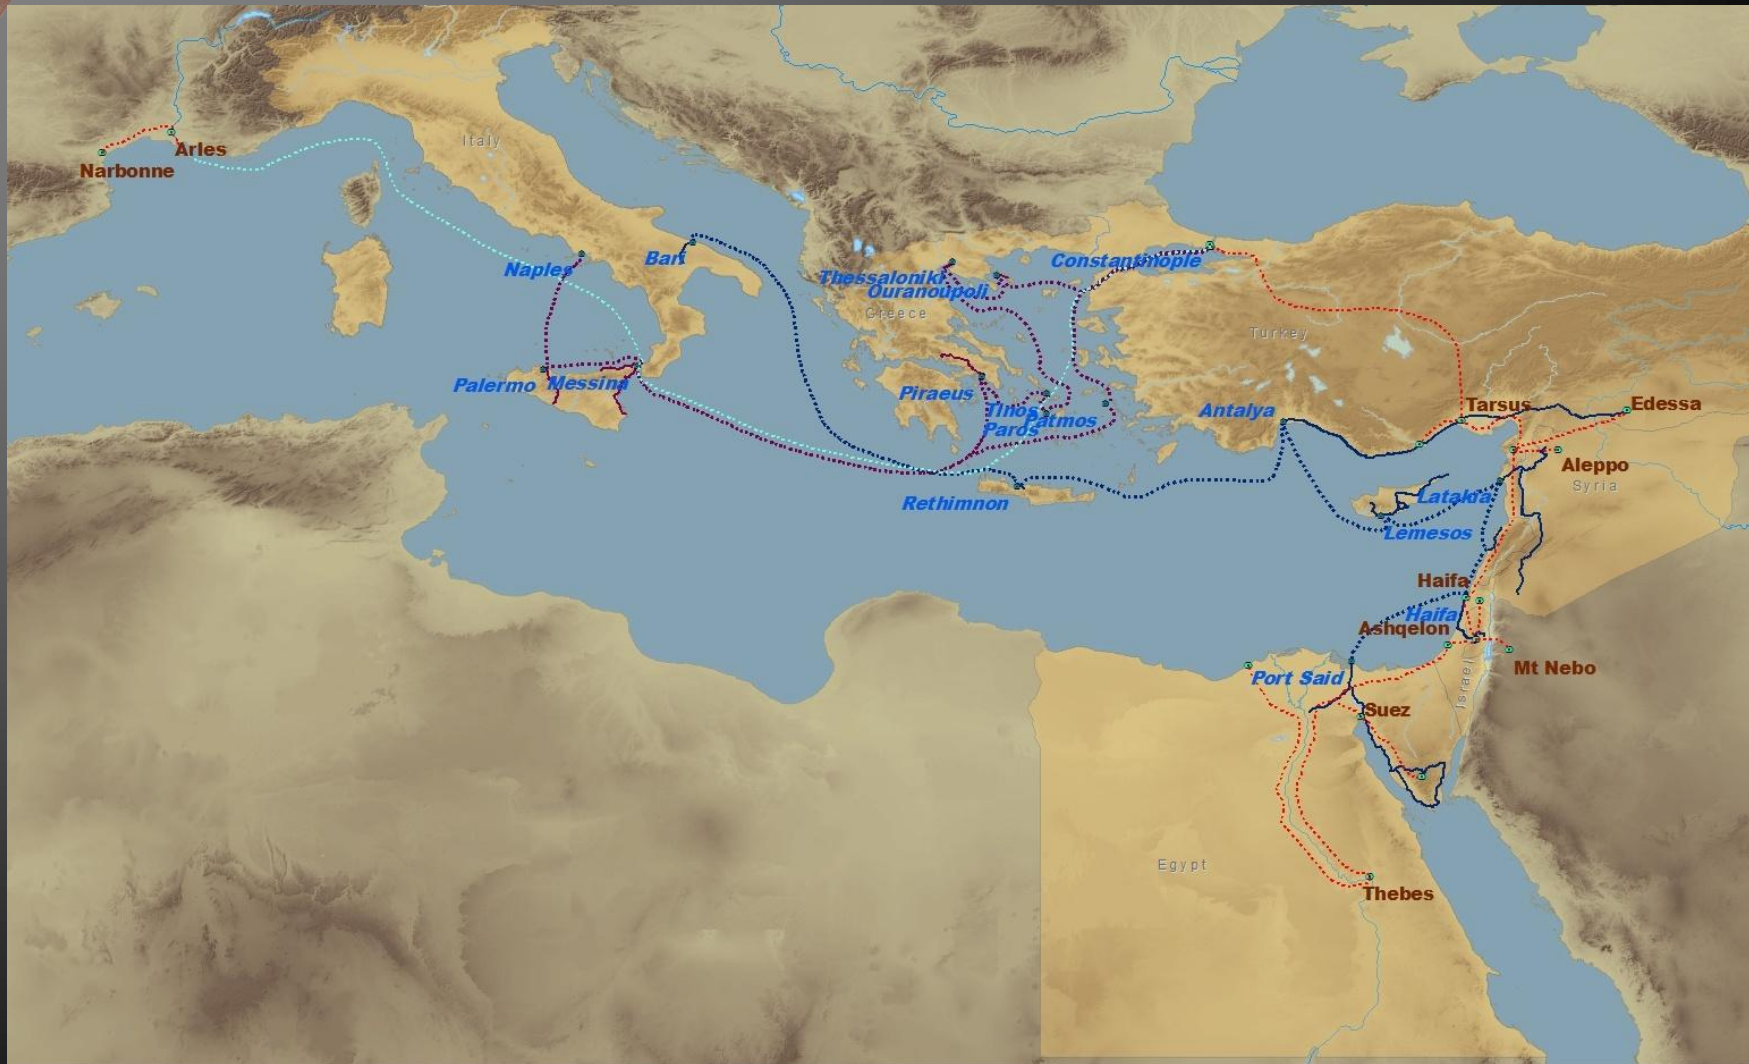 Italy
Arles
Narbonne
Naples
Bari
Thessaloniki
Ouranoupoli
Greece
Constantinople
Turkey
Palermo
Messina
Piraeus
Tinos
Patmos
Paros
Antalya
Tarsus
Edessa
Aleppo
Syria
Rethimnon
Latakia
Lemesos
Haifa
Haifa
Ashqelon
Mt Nebo
Port Said
Israel
Suez
Egypt
Thebes